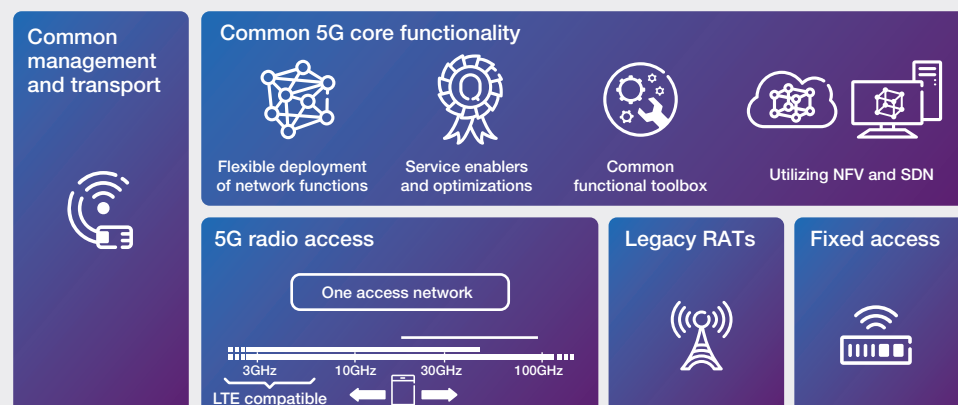 Common
management
and transport
Common 5G core functionality
Flexible deployment
of network functions
Service enablers
and optimizations
Common
functional toolbox
Utilizing NFV and SDN
5G radio access
One access network
3GHz
10GHz
30GHz
100GHz
LTE compatible
Legacy RATs
Fixed access